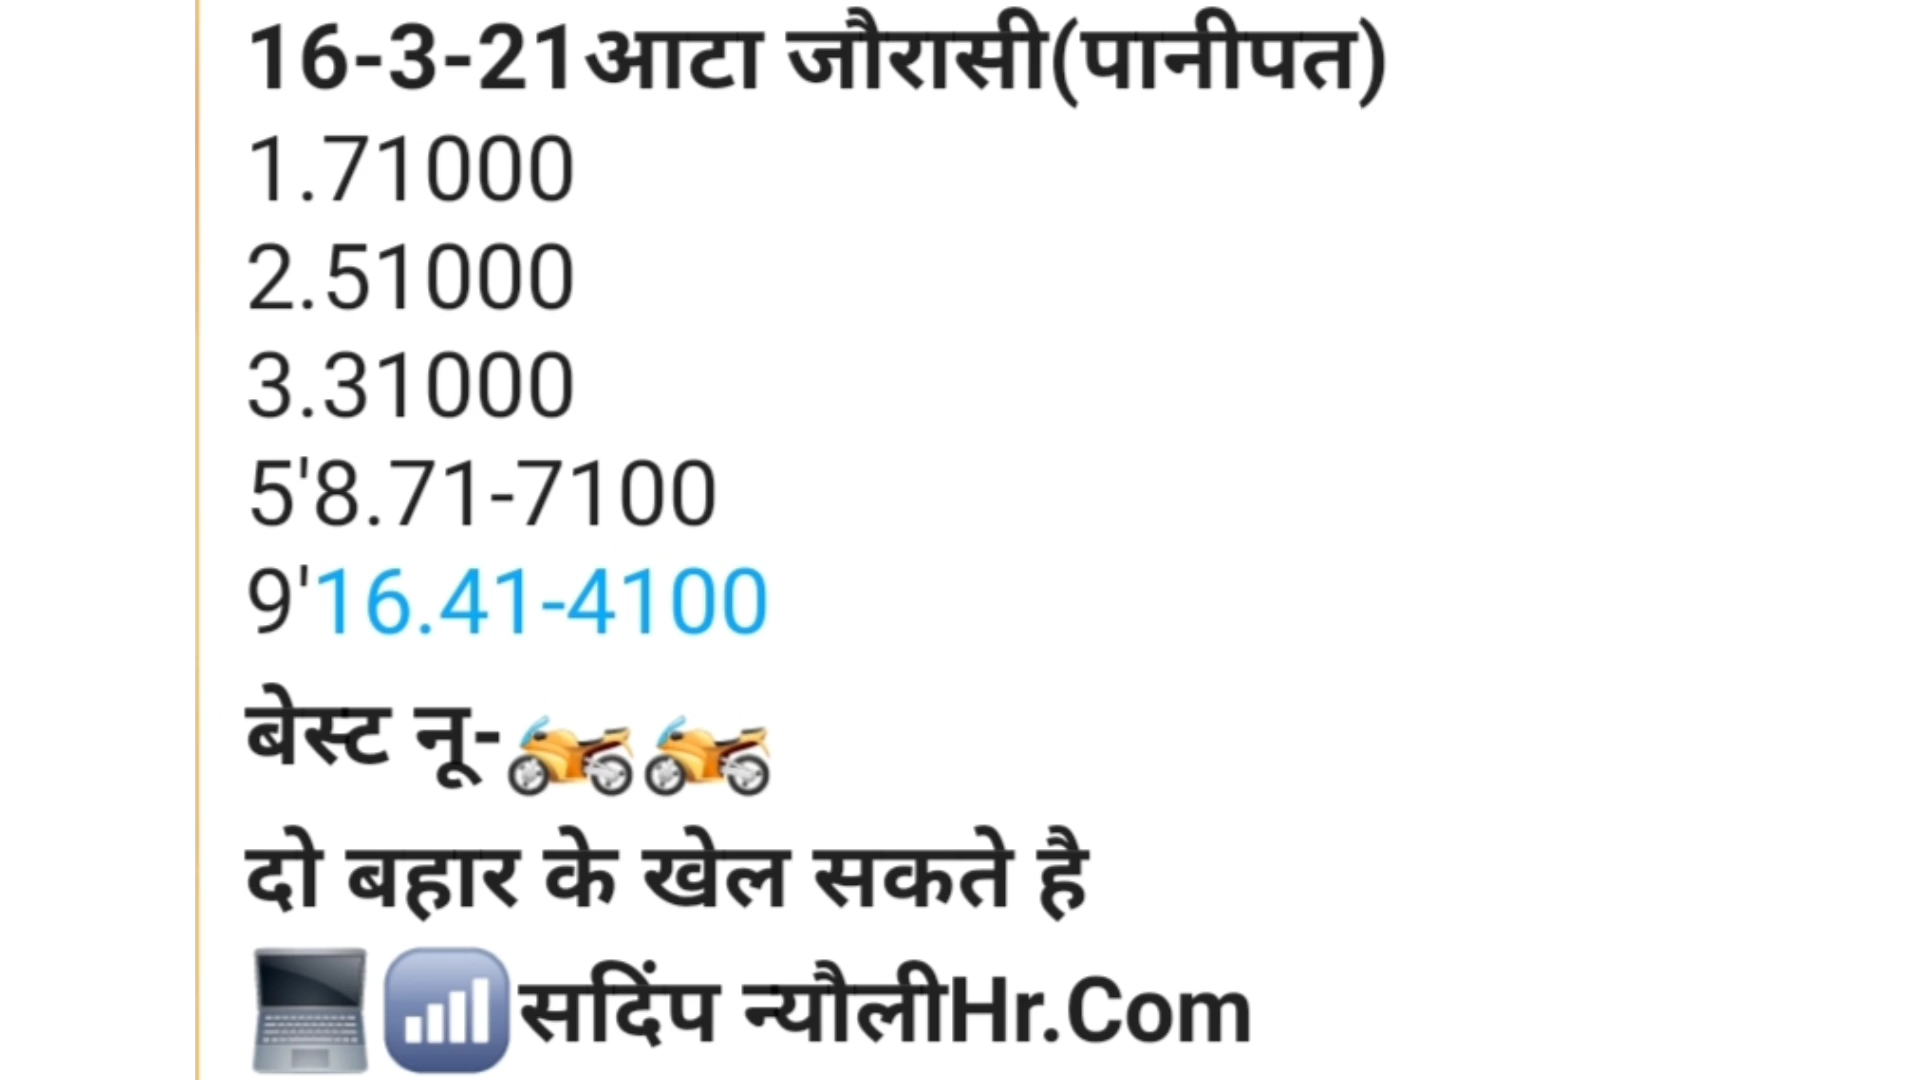 16-3-21आटा जौरासी(पानीपत)
1.71000
2.51000
3.31000
5'8.71-7100
9'16.41-4100
बेस्ट नू-🏍️🏍️
दो बहार के खेल सकते है
💻📶सदिंप न्यौलीHr.Com